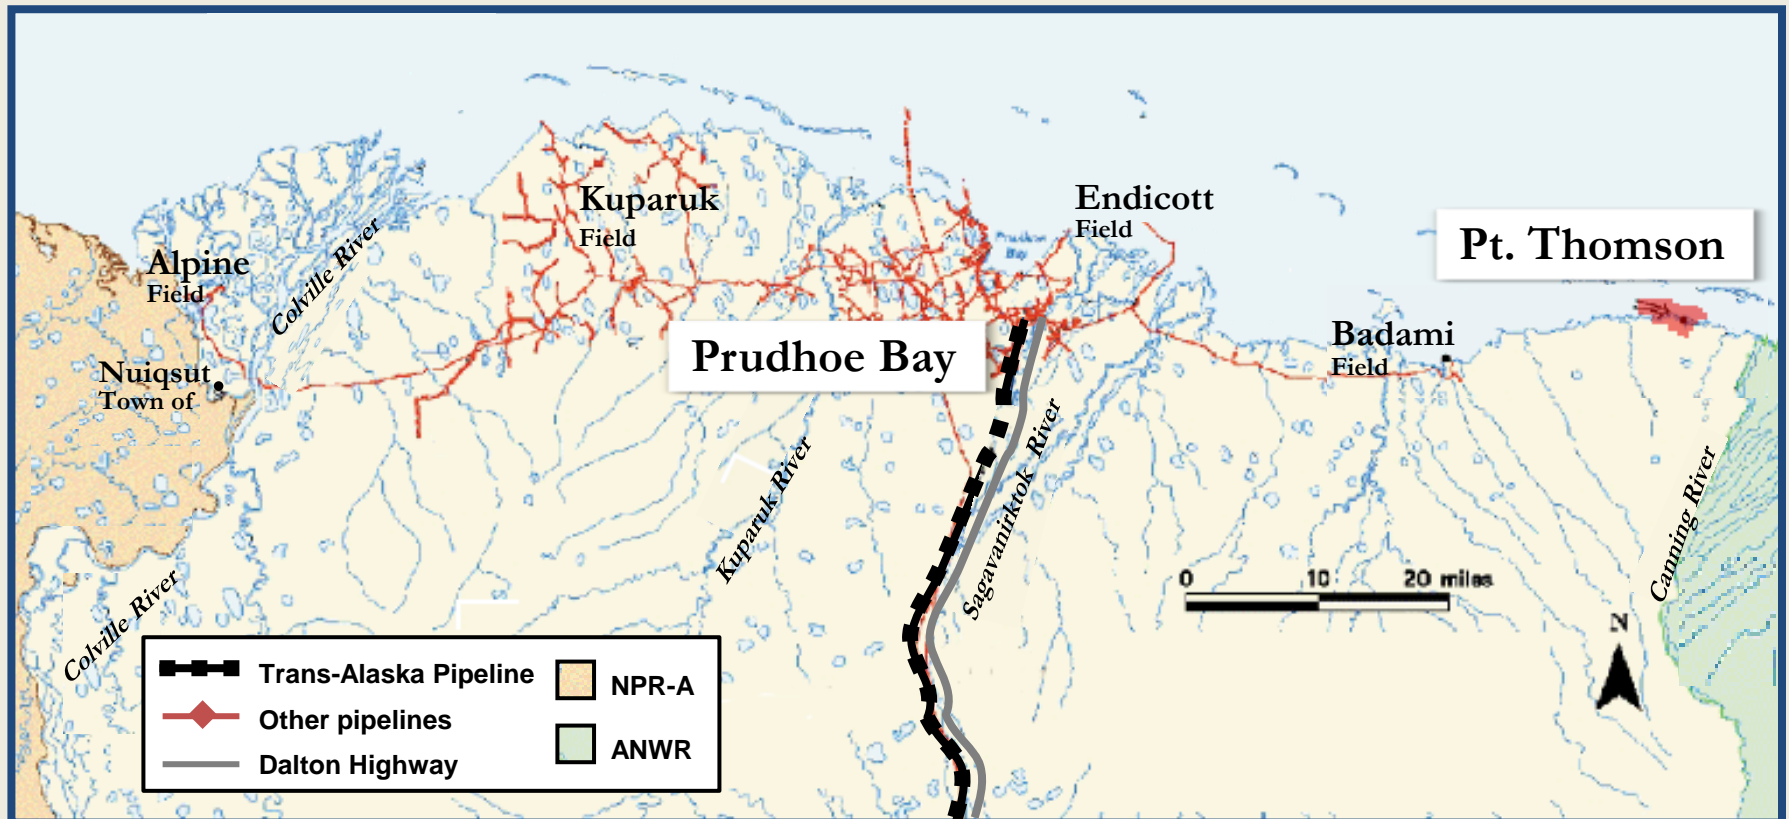 Kuparuk
Field
Endicott
Field
Prudhoe
Bay
Pt. Thomson
Alpine
Field
Colville River
Badami
Field
Prudhoe Bay
Nuiqsut
Town of
Kuparuk River
Sagavanirktok River
Canning River
0 10 20 miles
Colville River
N
Trans-Alaska Pipeline
Other pipelines
Dalton Highway
NPR-A
ANWR